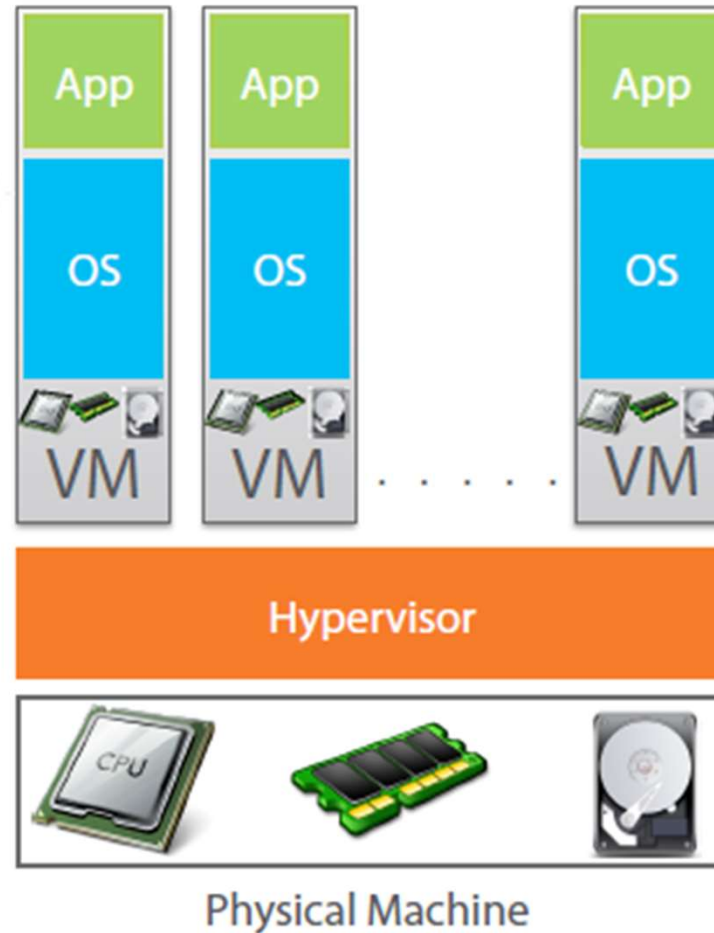 App App App
OS OS OS
VM VM . . . . . VM
Hypervisor
CPU
Physical Machine